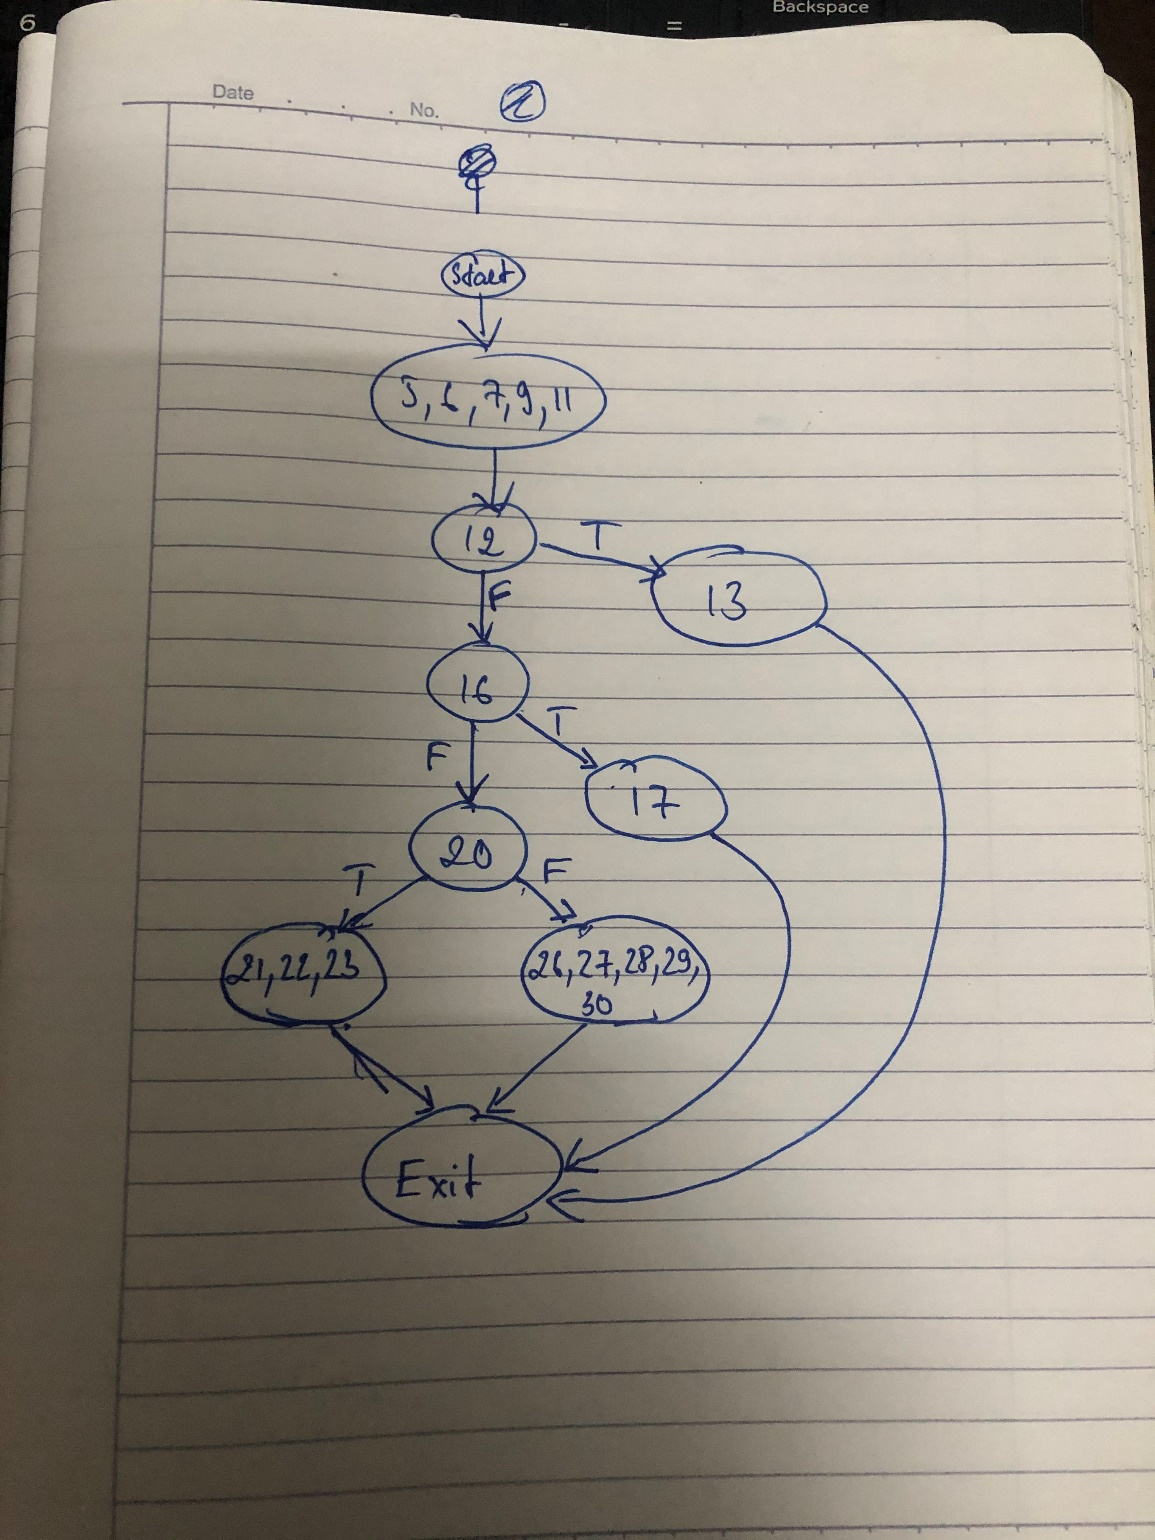 6
=
Backspace
Date
No.
2
Start
5, 6, 7, 9, 11
12
T
13
F
16
T
F
17
20
T
F
21, 22, 23
26, 27, 28, 29,
30
Exit